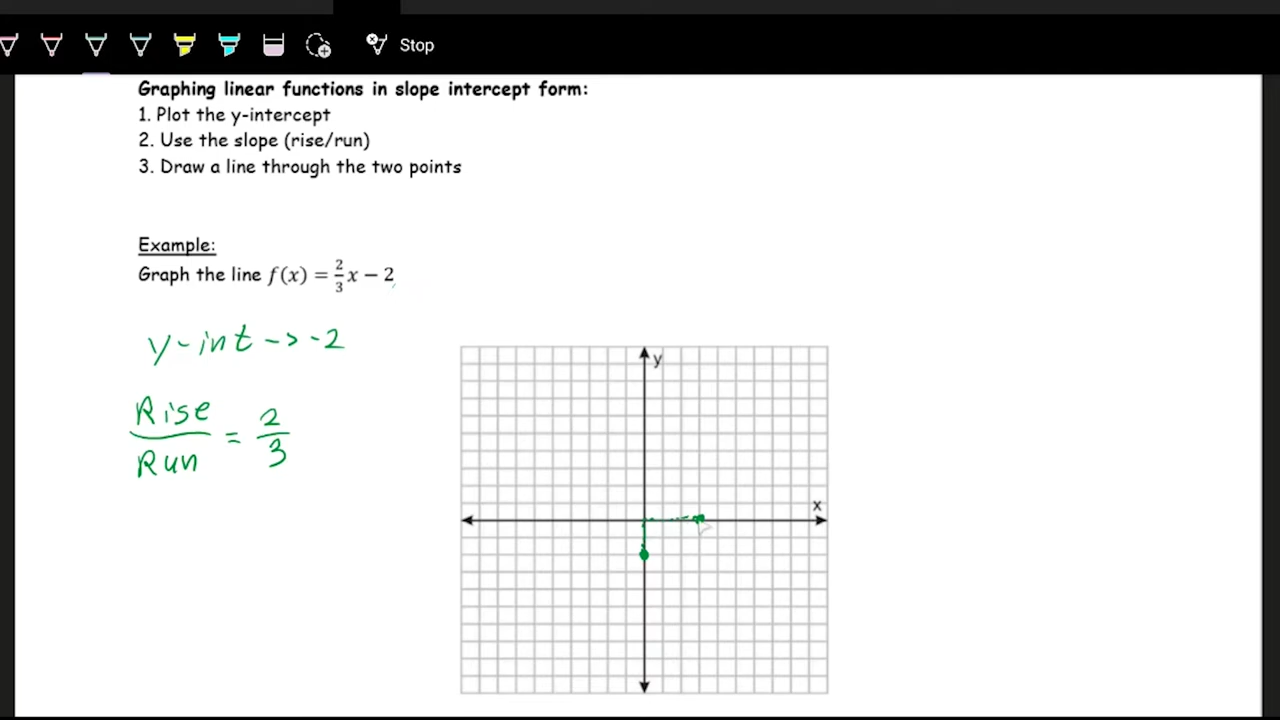 Stop
Graphing linear functions in slope intercept form:
1. Plot the y-intercept
2. Use the slope (rise/run)
3. Draw a line through the two points
Example:
Graph the line f(x) = 2/3 x − 2
y-int -> -2
Rise/Run = 2/3
y
x